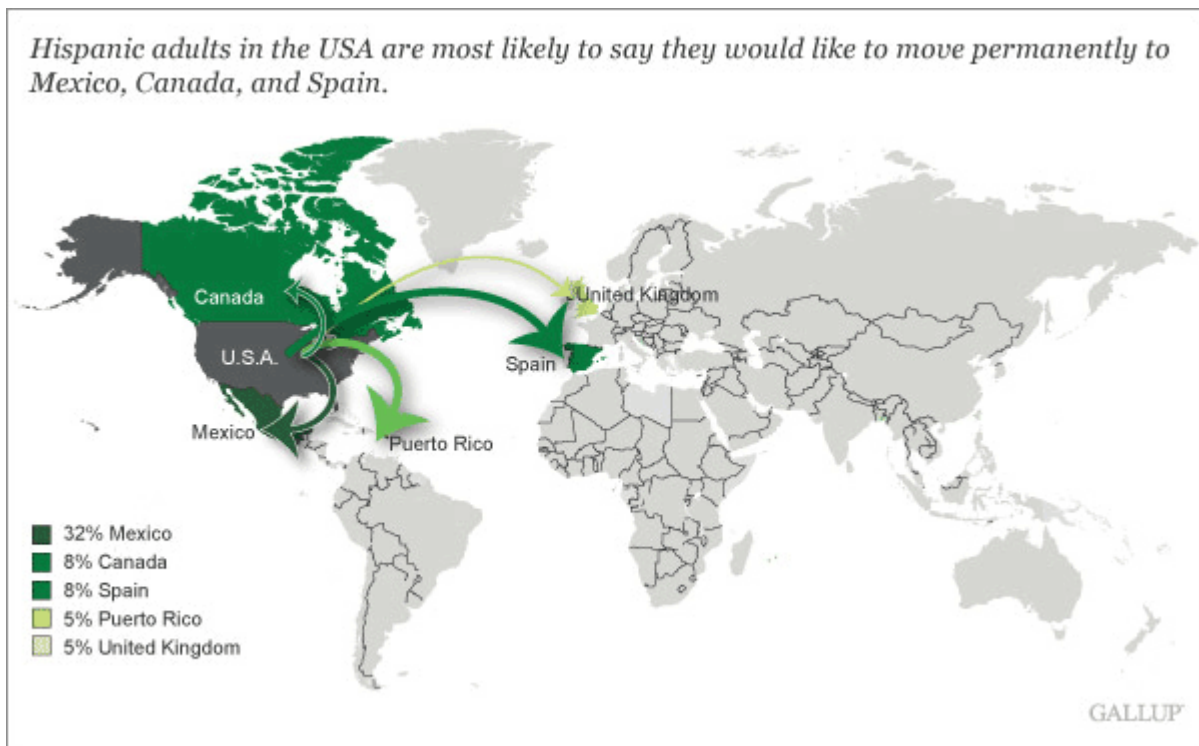 Hispanic adults in the USA are most likely to say they would like to move permanently to
Mexico, Canada, and Spain.
Canada
United Kingdom
U.S.A.
Spain
Mexico
Puerto Rico
32% Mexico
8% Canada
8% Spain
5% Puerto Rico
5% United Kingdom
GALLUP